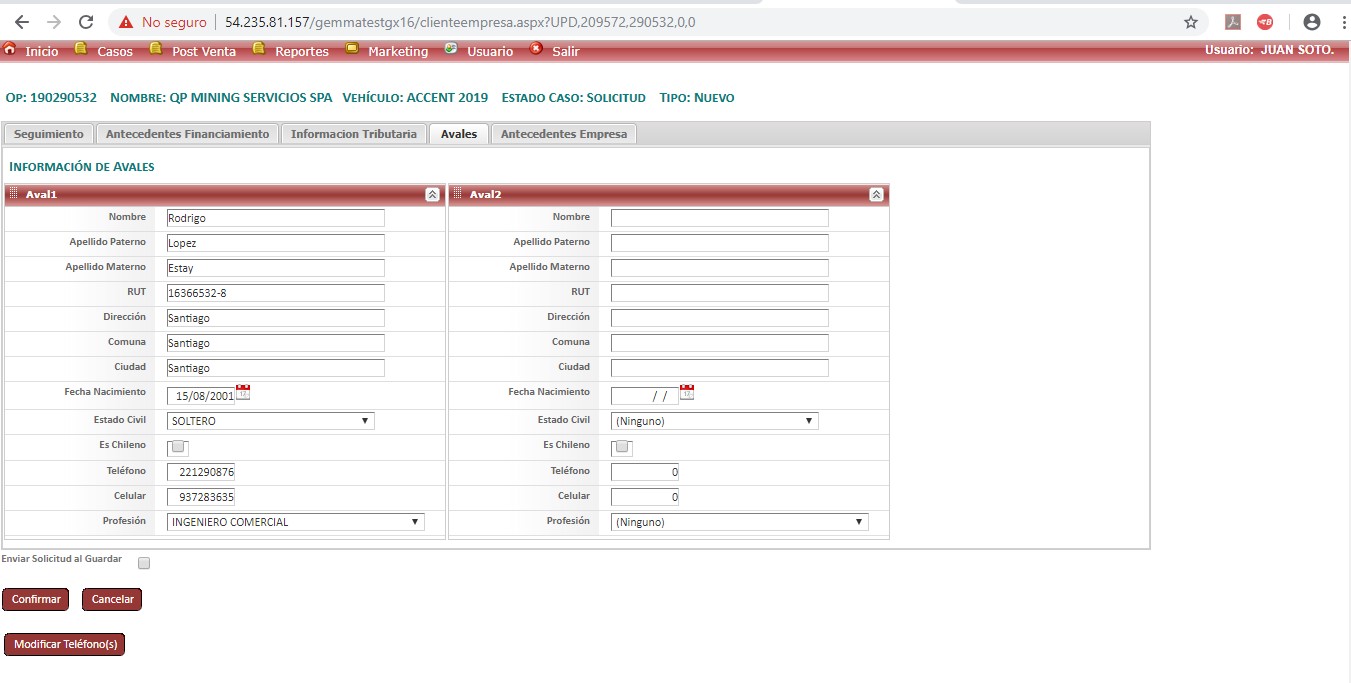 No seguro | 54.235.81.157/gemmatestgx16/clienteempresa.aspx?UPD,209572,290532,0,0
Inicio Casos Post Venta Reportes Marketing Usuario Salir Usuario: JUAN SOTO.
OP: 190290532 NOMBRE: QP MINING SERVICIOS SPA VEHÍCULO: ACCENT 2019 ESTADO CASO: SOLICITUD TIPO: NUEVO
Seguimiento Antecedentes Financiamiento Informacion Tributaria Avales Antecedentes Empresa
INFORMACIÓN DE AVALES
Aval1
Nombre Rodrigo
Apellido Paterno Lopez
Apellido Materno Estay
RUT 16366532-8
Dirección Santiago
Comuna Santiago
Ciudad Santiago
Fecha Nacimiento 15/08/2001
Estado Civil SOLTERO
Es Chileno
Teléfono 221290876
Celular 937283635
Profesión INGENIERO COMERCIAL
Aval2
Nombre
Apellido Paterno
Apellido Materno
RUT
Dirección
Comuna
Ciudad
Fecha Nacimiento / /
Estado Civil (Ninguno)
Es Chileno
Teléfono 0
Celular 0
Profesión (Ninguno)
Enviar Solicitud al Guardar
Confirmar Cancelar
Modificar Teléfono(s)